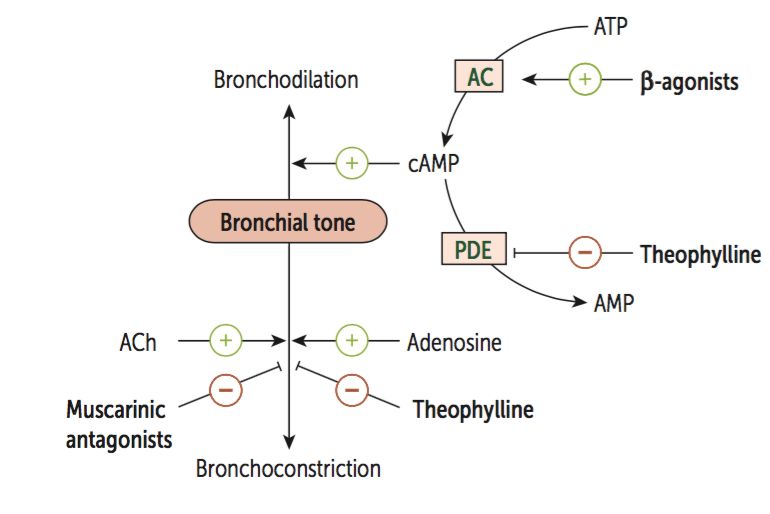 ATP
Bronchodilation
AC
+
β-agonists
+
cAMP
Bronchial tone
PDE
−
Theophylline
AMP
ACh
+
+
Adenosine
−
−
Muscarinic
antagonists
Theophylline
Bronchoconstriction